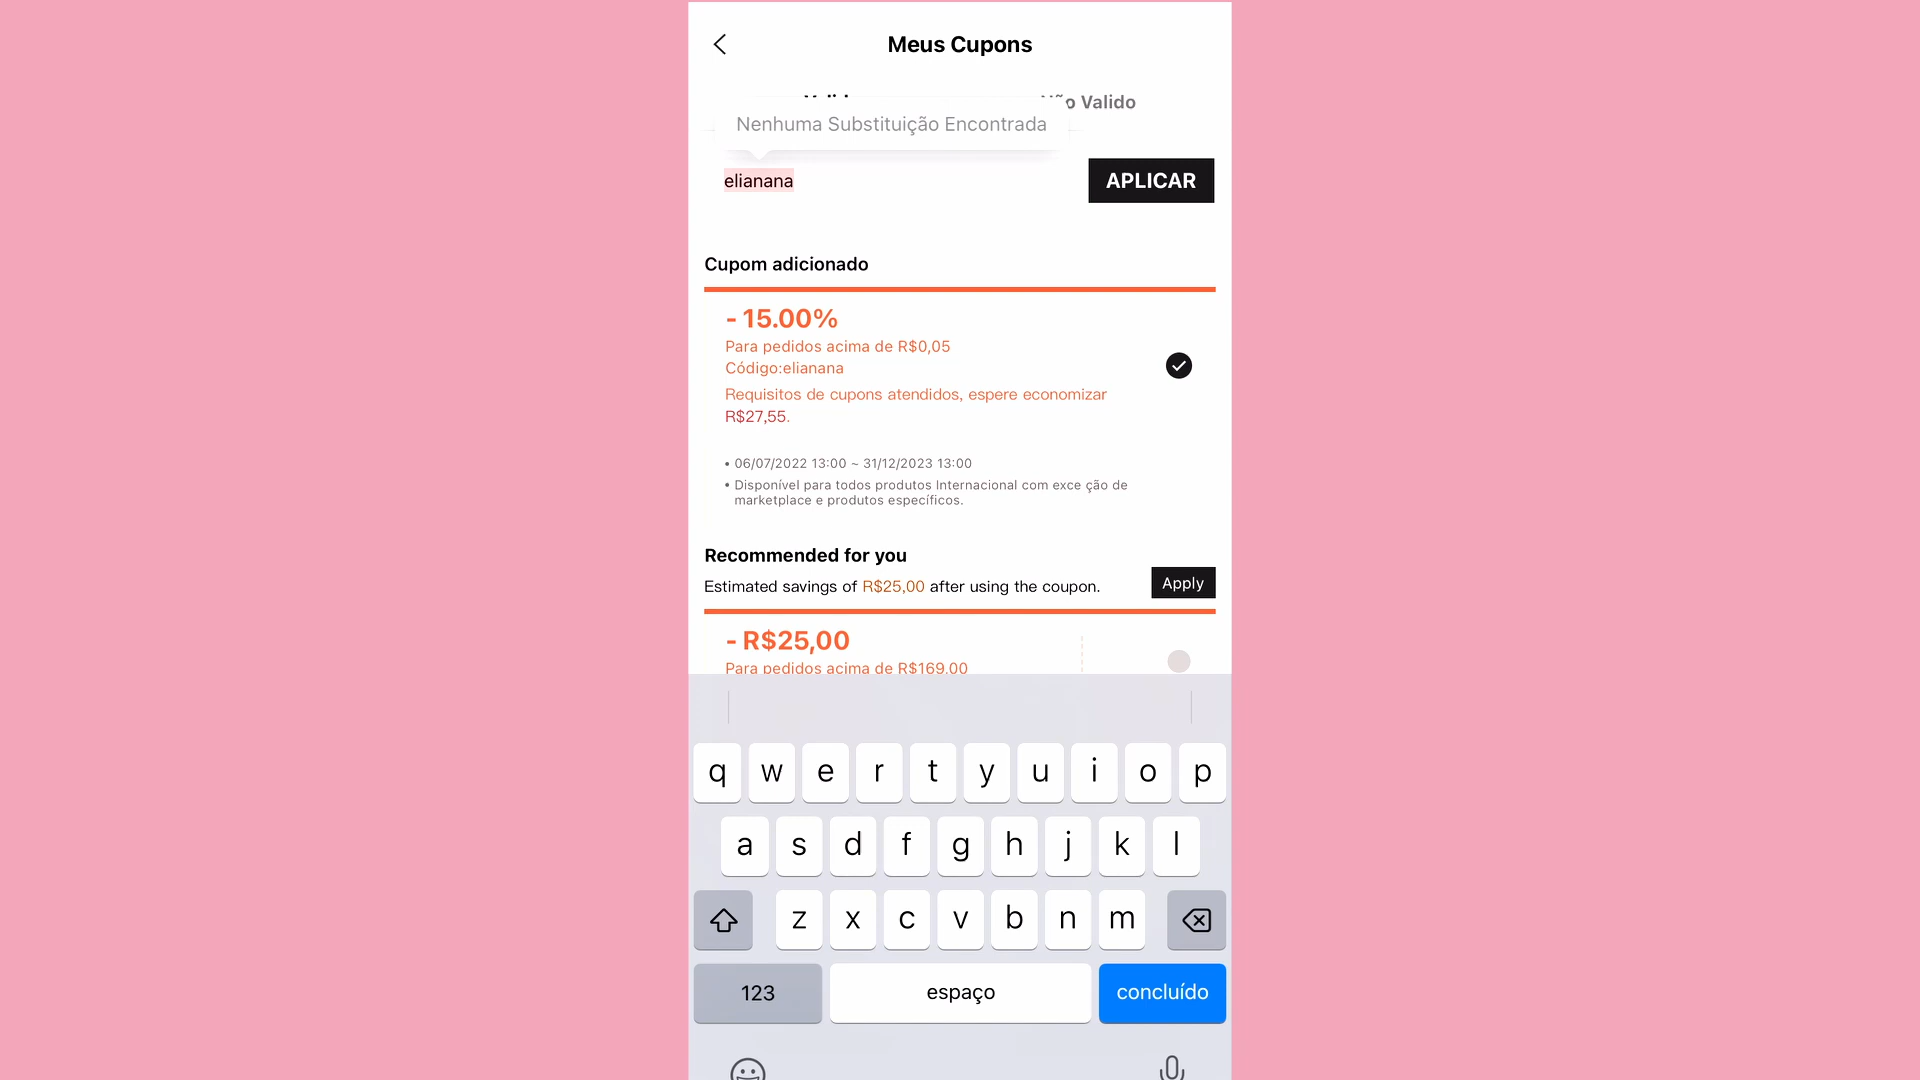 Meus Cupons
Não Valido
Nenhuma Substituição Encontrada
elianana
APLICAR
Cupom adicionado
- 15.00%
Para pedidos acima de R$0,05
Código:elianana
Requisitos de cupons atendidos, espere economizar
R$27,55.
• 06/07/2022 13:00 ~ 31/12/2023 13:00
• Disponível para todos produtos Internacional com exce ção de
marketplace e produtos específicos.
Recommended for you
Estimated savings of R$25,00 after using the coupon.
Apply
- R$25,00
Para pedidos acima de R$169,00
q w e r t y u i o p
a s d f g h j k l
z x c v b n m
123 espaço concluído